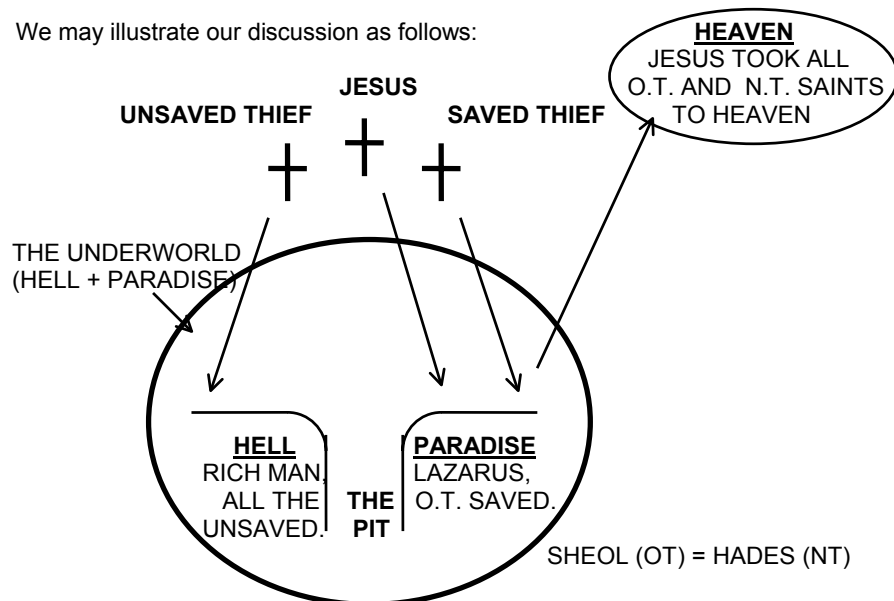 We may illustrate our discussion as follows:
HEAVEN
JESUS TOOK ALL
O.T. AND N.T. SAINTS
TO HEAVEN
JESUS
UNSAVED THIEF
SAVED THIEF
THE UNDERWORLD
(HELL + PARADISE)
HELL
RICH MAN,
ALL THE
UNSAVED.
THE
PIT
PARADISE
LAZARUS,
O.T. SAVED.
SHEOL (OT) = HADES (NT)